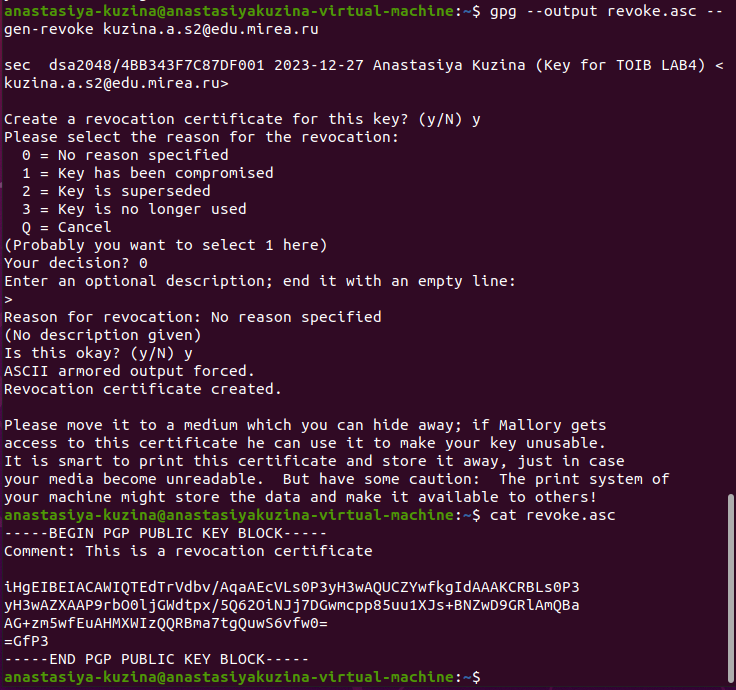 anastasiya-kuzina@anastasiyakuzina-virtual-machine:~$ gpg --output revoke.asc --
gen-revoke kuzina.a.s2@edu.mirea.ru
sec  dsa2048/4BB343F7C87DF001 2023-12-27 Anastasiya Kuzina (Key for TOIB LAB4) <
kuzina.a.s2@edu.mirea.ru>
Create a revocation certificate for this key? (y/N) y
Please select the reason for the revocation:
  0 = No reason specified
  1 = Key has been compromised
  2 = Key is superseded
  3 = Key is no longer used
  Q = Cancel
(Probably you want to select 1 here)
Your decision? 0
Enter an optional description; end it with an empty line:
>
Reason for revocation: No reason specified
(No description given)
Is this okay? (y/N) y
ASCII armored output forced.
Revocation certificate created.
Please move it to a medium which you can hide away; if Mallory gets
access to this certificate he can use it to make your key unusable.
It is smart to print this certificate and store it away, just in case
your media become unreadable.  But have some caution:  The print system of
your machine might store the data and make it available to others!
anastasiya-kuzina@anastasiyakuzina-virtual-machine:~$ cat revoke.asc
-----BEGIN PGP PUBLIC KEY BLOCK-----
Comment: This is a revocation certificate
iHgEIBEIACAWIQTEdTrVdbv/AqaAEcVLs0P3yH3wAQUCZYwfkgIdAAAKCRBLs0P3
yH3wAZXAAP9rbO0ljGWdtpx/5Q62OiNJj7DGwmcpp85uu1XJs+BNZwD9GRlAmQBa
AG+zm5wfEuAHMXWIzQQRBma7tgQuwS6vfw0=
=GfP3
-----END PGP PUBLIC KEY BLOCK-----
anastasiya-kuzina@anastasiyakuzina-virtual-machine:~$